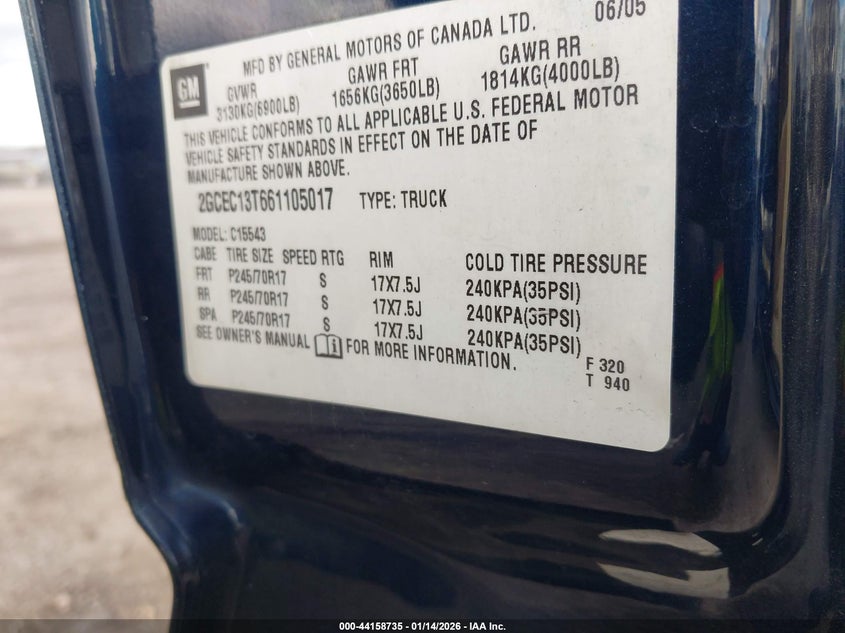 06/05
MFD BY GENERAL MOTORS OF CANADA LTD.
GM
GVWR GAWR FRT GAWR RR
3130KG(6900LB) 1656KG(3650LB) 1814KG(4000LB)
THIS VEHICLE CONFORMS TO ALL APPLICABLE U.S. FEDERAL MOTOR
VEHICLE SAFETY STANDARDS IN EFFECT ON THE DATE OF
MANUFACTURE SHOWN ABOVE.
2GCEC13T661105017 TYPE: TRUCK
MODEL: C15543
CABE TIRE SIZE SPEED RTG RIM COLD TIRE PRESSURE
FRT P245/70R17 S 17X7.5J 240KPA(35PSI)
RR P245/70R17 S 17X7.5J 240KPA(35PSI)
SPA P245/70R17 S 17X7.5J 240KPA(35PSI)
SEE OWNER'S MANUAL i FOR MORE INFORMATION.
F 320
T 940
000-44158735 - 01/14/2026 - IAA Inc.